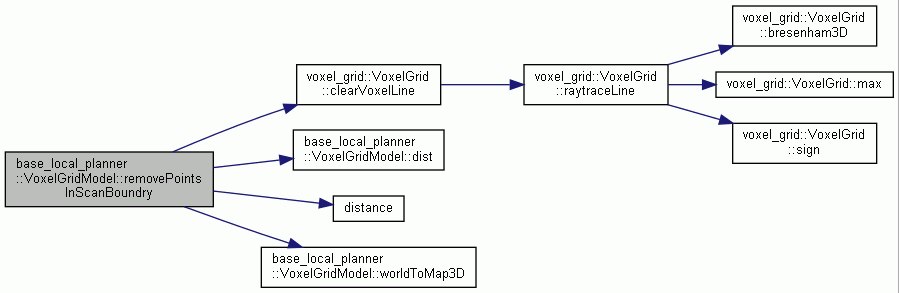 base_local_planner
::VoxelGridModel::removePoints
InScanBoundry
voxel_grid::VoxelGrid
::clearVoxelLine
base_local_planner
::VoxelGridModel::dist
distance
base_local_planner
::VoxelGridModel::worldToMap3D
voxel_grid::VoxelGrid
::raytraceLine
voxel_grid::VoxelGrid
::bresenham3D
voxel_grid::VoxelGrid::max
voxel_grid::VoxelGrid
::sign